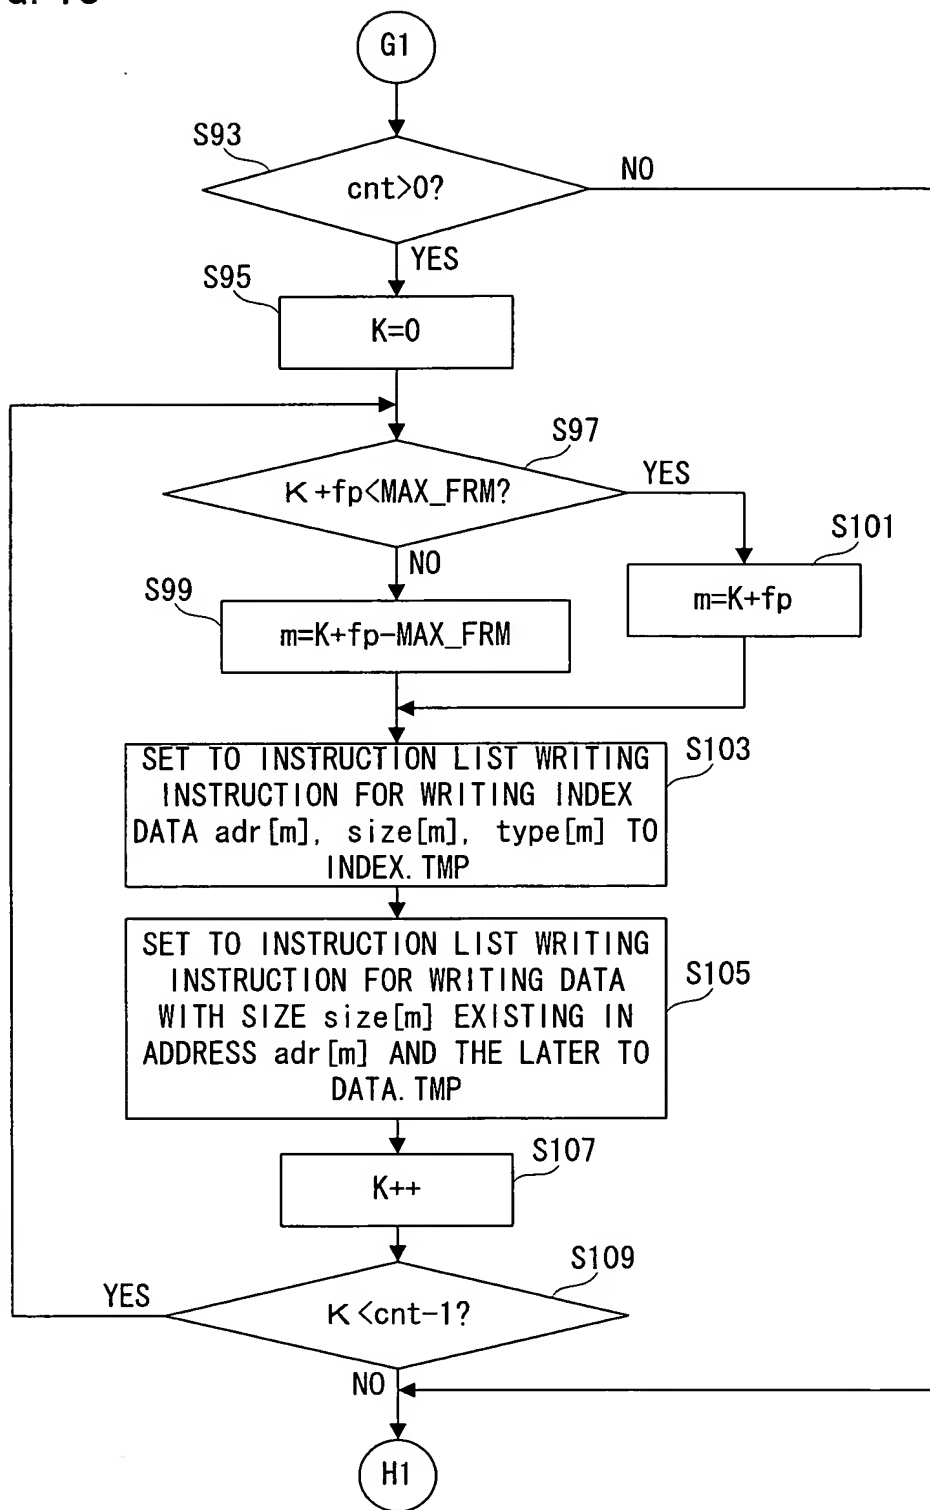 G1
S93
cnt>0?
NO
YES
S95
K=0
S97
K+fp<MAX_FRM?
YES
S101
NO
m=K+fp
S99
m=K+fp-MAX_FRM
S103
SET TO INSTRUCTION LIST WRITING
INSTRUCTION FOR WRITING INDEX
DATA adr[m], size[m], type[m] TO
INDEX.TMP
SET TO INSTRUCTION LIST WRITING
INSTRUCTION FOR WRITING DATA
S105
WITH SIZE size[m] EXISTING IN
ADDRESS adr[m] AND THE LATER TO
DATA.TMP
S107
K++
S109
YES
K<cnt-1?
NO
H1